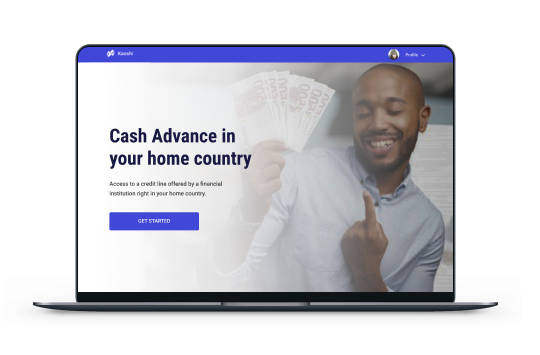 Kueshi
Profile
Cash Advance in
your home country
Access to a credit line offered by a financial
institution right in your home country.
GET STARTED